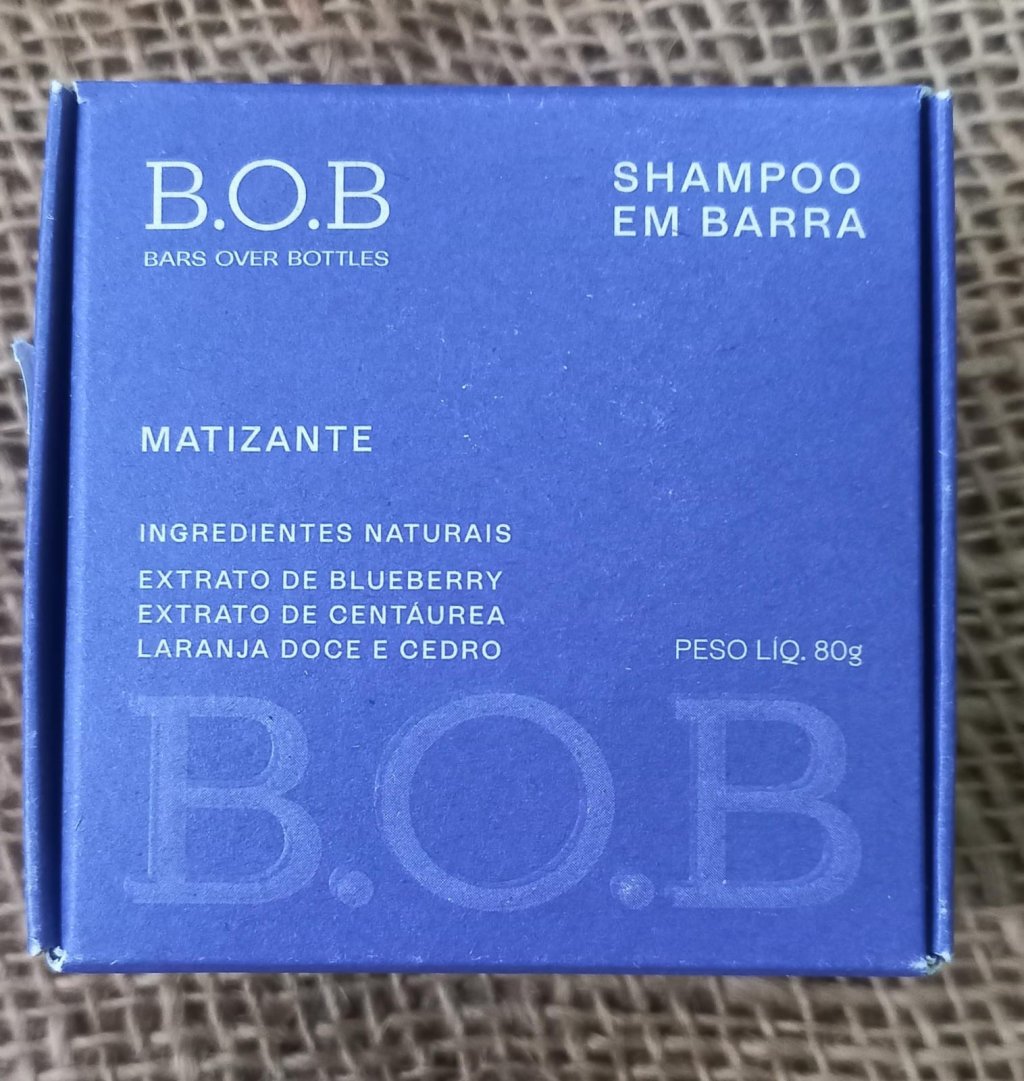 B.O.B
BARS OVER BOTTLES
SHAMPOO
EM BARRA
MATIZANTE
INGREDIENTES NATURAIS
EXTRATO DE BLUEBERRY
EXTRATO DE CENTÁUREA
LARANJA DOCE E CEDRO
PESO LÍQ. 80g
B.O.B